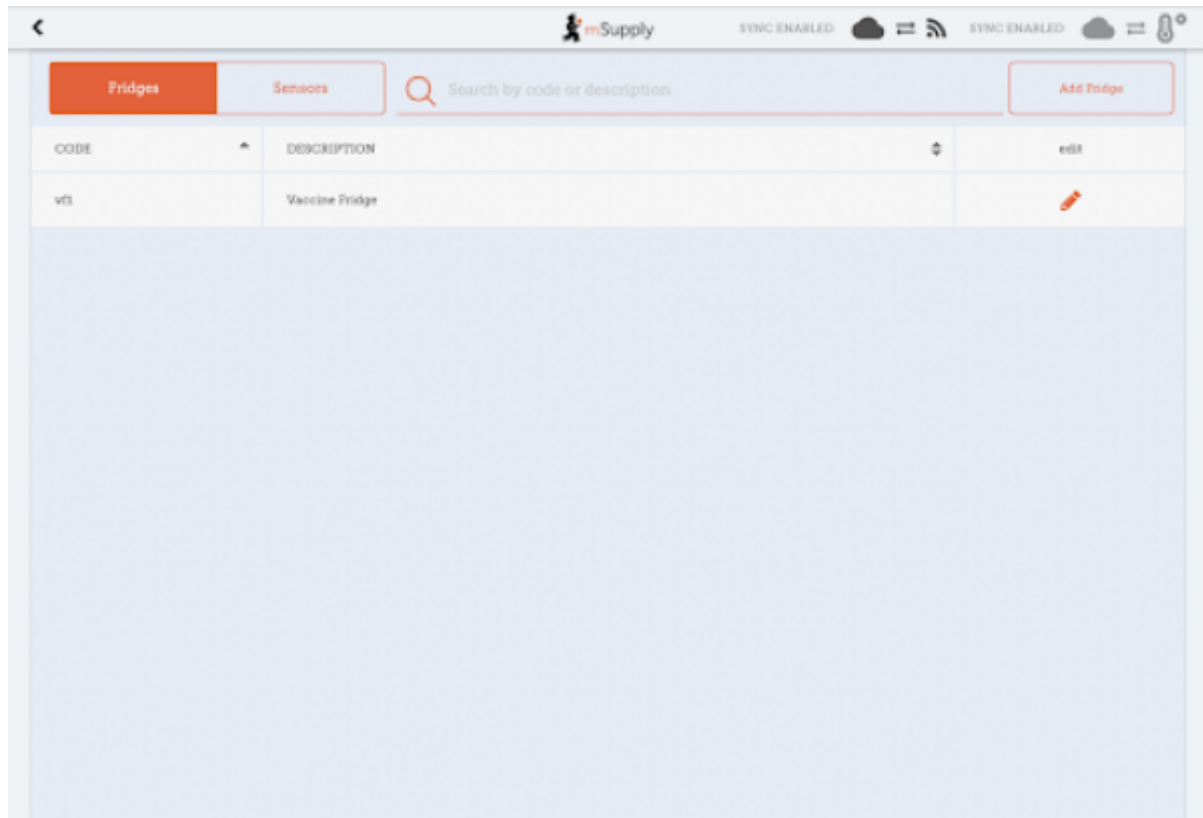 mSupply SYNC ENABLED SYNC ENABLED
Fridges Sensors Search by code or description Add Fridge
CODE DESCRIPTION edit
Vaccine Fridge